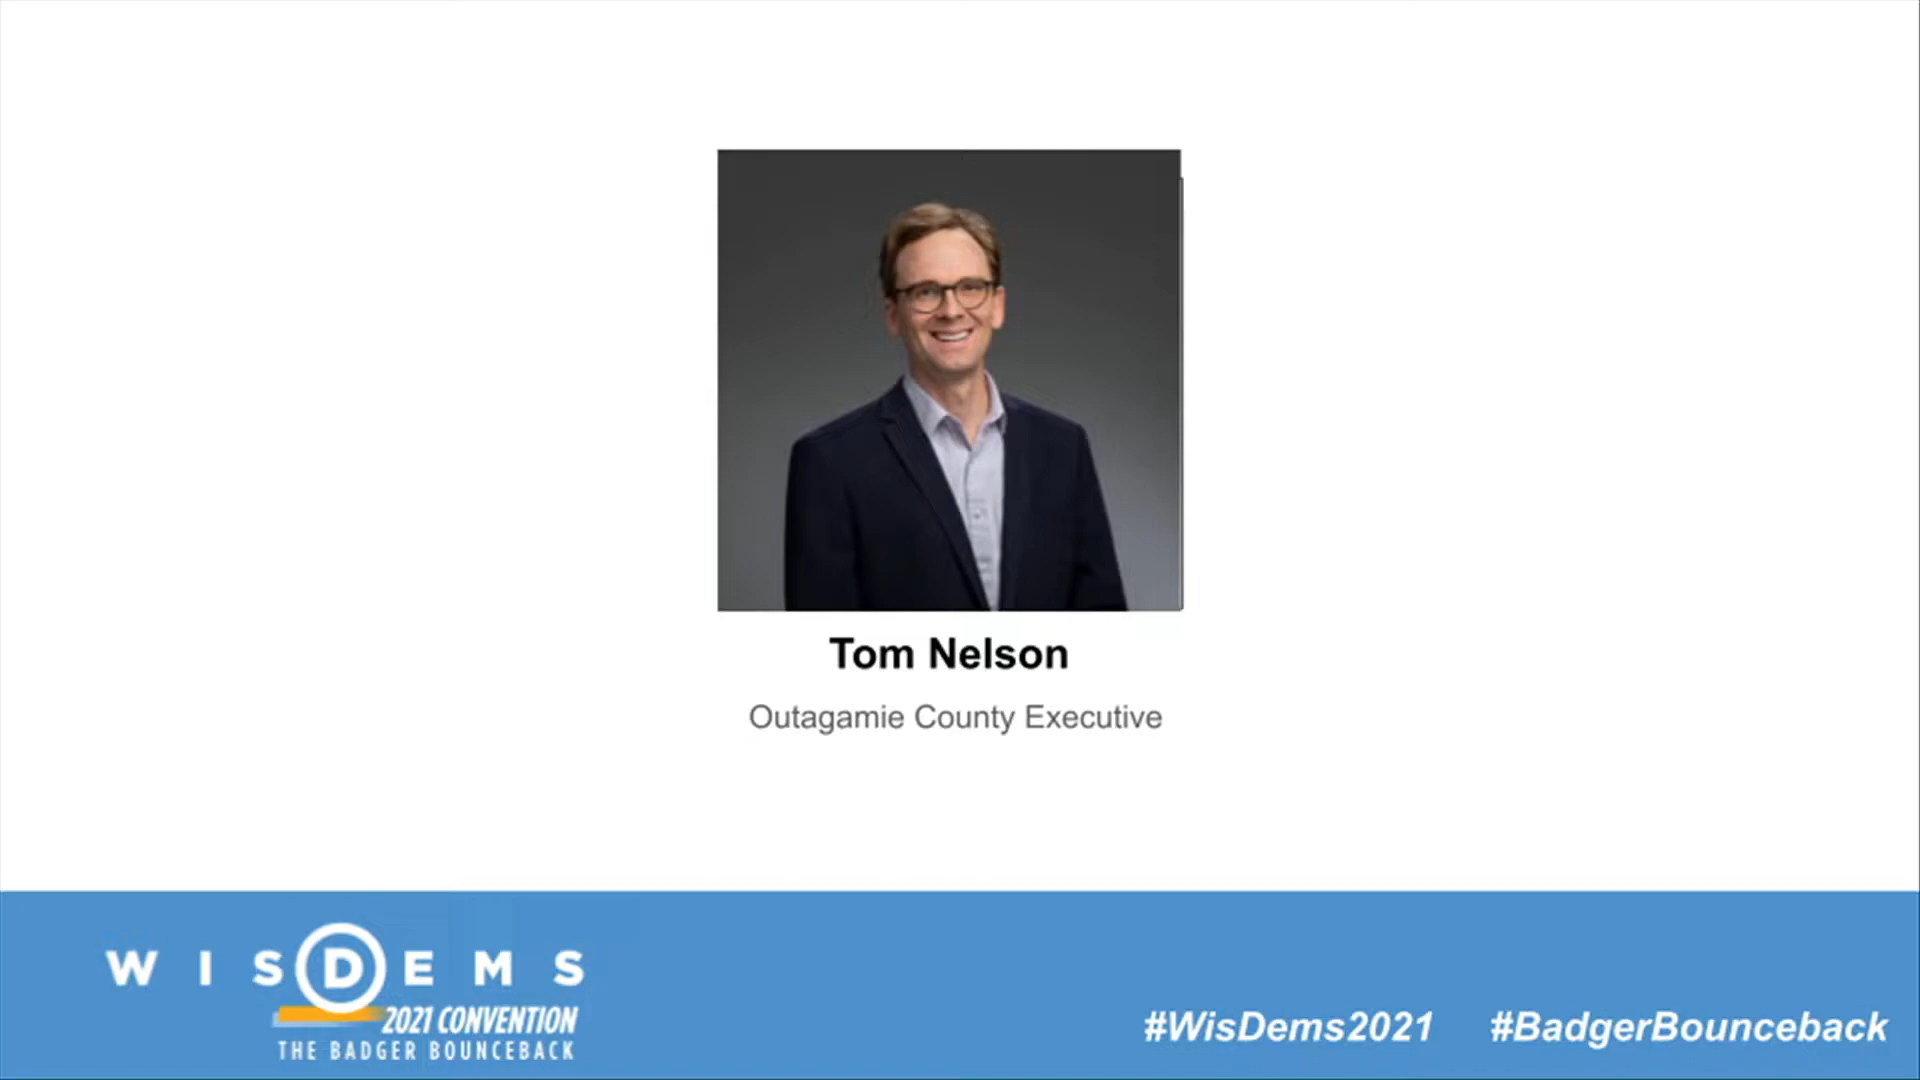 Tom Nelson
Outagamie County Executive
WISDEMS
2021 CONVENTION
THE BADGER BOUNCEBACK
#WisDems2021 #BadgerBounceback